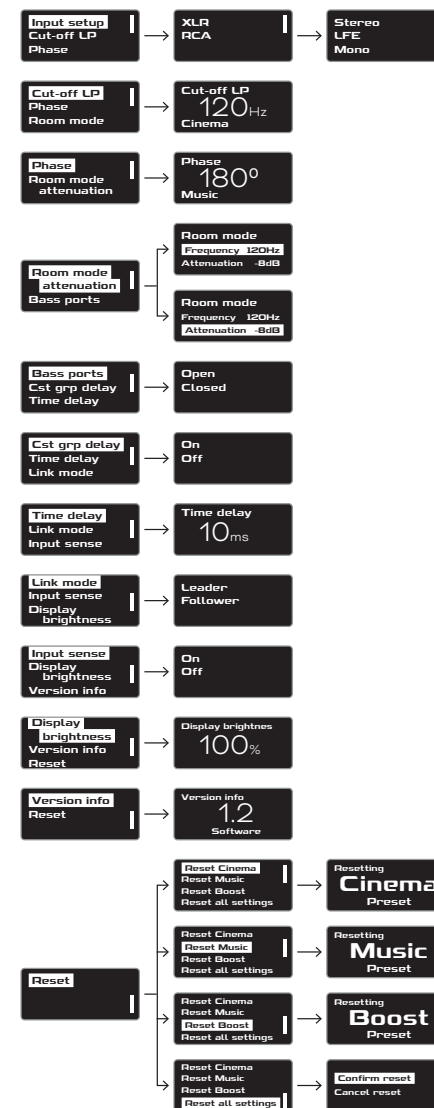 Input setup
Cut-off LP
Phase
XLR
RCA
Stereo
LFE
Mono
Cut-off LP
Phase
Room mode
Cut-off LP
120Hz
Cinema
Phase
Room mode
attenuation
Phase
180º
Music
Room mode
attenuation
Bass ports
Room mode
Frequency 120Hz
Attenuation -8dB
Room mode
Frequency 120Hz
Attenuation -8dB
Bass ports
Cst grp delay
Time delay
Open
Closed
Cst grp delay
Time delay
Link mode
On
Off
Time delay
Link mode
Input sense
Time delay
10ms
Link mode
Input sense
Display
brightness
Leader
Follower
Input sense
Display
brightness
Version info
On
Off
Display
brightness
Version info
Reset
Display brightnes
100%
Version info
Reset
Version info
1.2
Software
Reset
Reset Cinema
Reset Music
Reset Boost
Reset all settings
Resetting
Cinema
Preset
Reset Cinema
Reset Music
Reset Boost
Reset all settings
Resetting
Music
Preset
Reset Cinema
Reset Music
Reset Boost
Reset all settings
Resetting
Boost
Preset
Reset Cinema
Reset Music
Reset Boost
Reset all settings
Confirm reset
Cancel reset